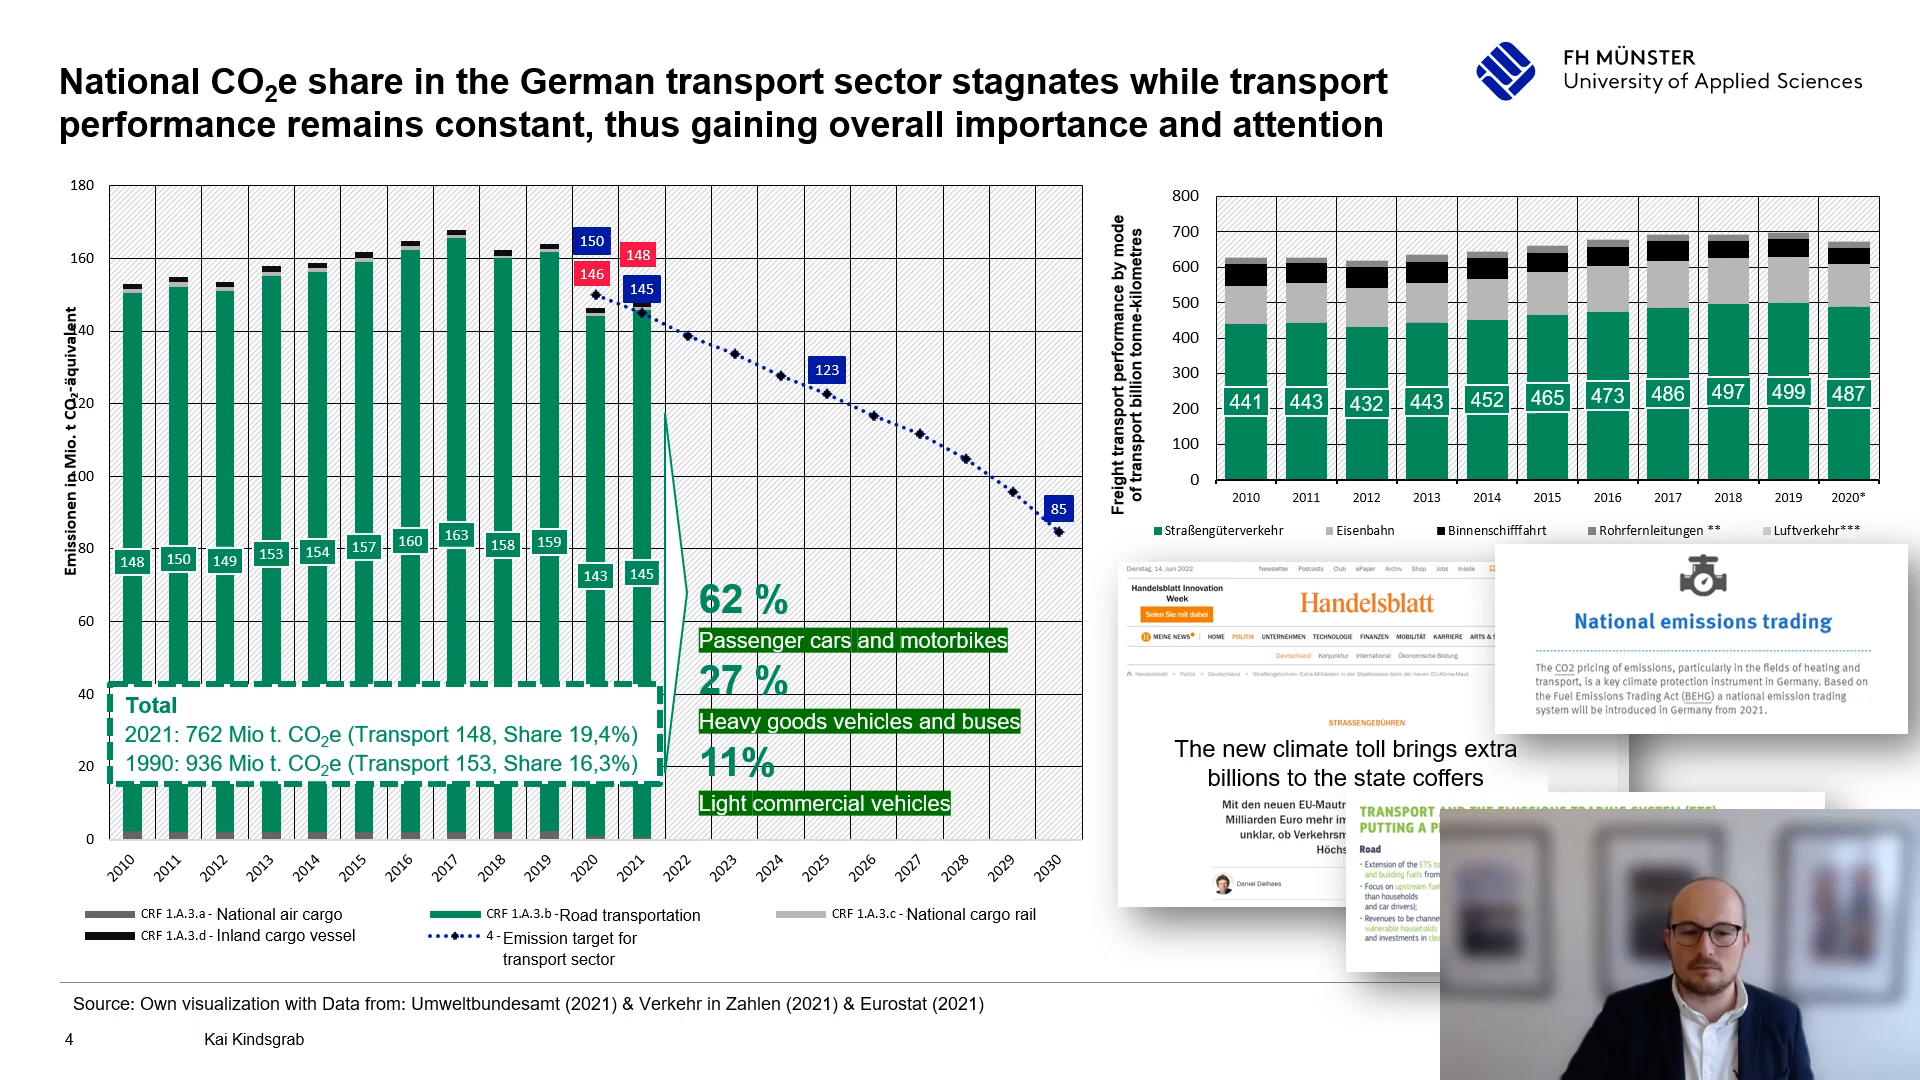 National CO2e share in the German transport sector stagnates while transport
performance remains constant, thus gaining overall importance and attention
FH MÜNSTER
University of Applied Sciences
Emissionen in Mio. t CO2-äquivalent
180
160
140
120
100
80
60
40
20
0
150
146
148
145
123
85
148
150
149
153
154
157
160
163
158
159
143
145
Total
2021: 762 Mio t. CO2e (Transport 148, Share 19,4%)
1990: 936 Mio t. CO2e (Transport 153, Share 16,3%)
62 %
Passenger cars and motorbikes
27 %
Heavy goods vehicles and buses
11%
Light commercial vehicles
2010 2011 2012 2013 2014 2015 2016 2017 2018 2019 2020 2021 2022 2023 2024 2025 2026 2027 2028 2029 2030
CRF 1.A.3.a - National air cargo
CRF 1.A.3.b - Road transportation
CRF 1.A.3.c - National cargo rail
CRF 1.A.3.d - Inland cargo vessel
4 - Emission target for
transport sector
Freight transport performance by mode
of transport billion tonne-kilometres
800
700
600
500
400
300
200
100
0
441 443 432 443 452 465 473 486 497 499 487
2010 2011 2012 2013 2014 2015 2016 2017 2018 2019 2020*
Straßengüterverkehr Eisenbahn Binnenschifffahrt Rohrfernleitungen ** Luftverkehr***
Dienstag, 14. Juni 2022
Newsletter Podcasts Club ePaper Archiv Shop Jobs Inside
Handelsblatt Innovation
Week
Seien Sie mit dabei
Handelsblatt
MEINE NEWS HOME POLITIK UNTERNEHMEN TECHNOLOGIE FINANZEN MOBILITÄT KARRIERE ARTS & S
Deutschland Konjunktur International Ökonomische Bildung
Handelsblatt > Politik > Deutschland > Straßengebühren: Extra-Milliarden in der Staatskasse dank der neuen EU-Klima-Maut
STRASSENGEBÜHREN
The new climate toll brings extra
billions to the state coffers
Mit den neuen EU-Mautr
Milliarden Euro mehr im
unklar, ob Verkehrsm
Höchs
Daniel Delhaes
National emissions trading
The CO2 pricing of emissions, particularly in the fields of heating and
transport, is a key climate protection instrument in Germany. Based on
the Fuel Emissions Trading Act (BEHG) a national emission trading
system will be introduced in Germany from 2021.
TRANSPORT AND THE EMISSIONS TRADING SYSTEM (ETS)
PUTTING A P
Road
• Extension of the ETS to
and building fuels from
• Focus on upstream fue
than households
and car drivers);
• Revenues to be channe
vulnerable households
and investments in clea
Source: Own visualization with Data from: Umweltbundesamt (2021) & Verkehr in Zahlen (2021) & Eurostat (2021)
4
Kai Kindsgrab